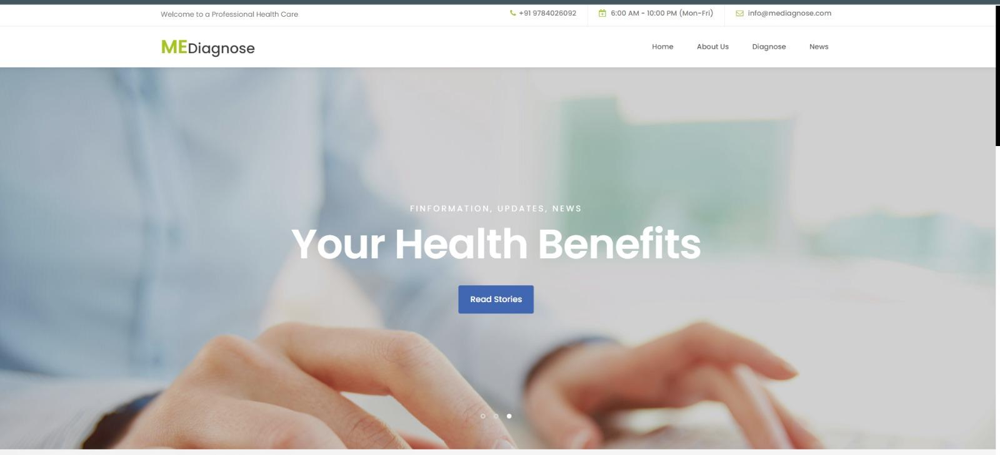 Welcome to a Professional Health Care
+91 9784026092
6:00 AM - 10:00 PM (Mon-Fri)
info@mediagnose.com
MEDiagnose
Home
About Us
Diagnose
News
FINFORMATION, UPDATES, NEWS
Your Health Benefits
Read Stories